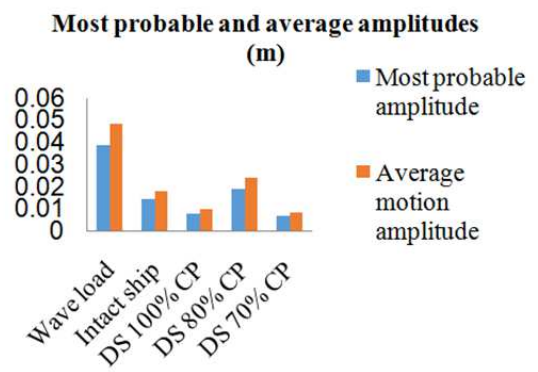 Most probable and average amplitudes
(m)
0.06
0.05
0.04
0.03
0.02
0.01
0
Wave load
Intact ship
DS 100% CP
DS 80% CP
DS 70% CP
Most probable
amplitude
Average
motion
amplitude